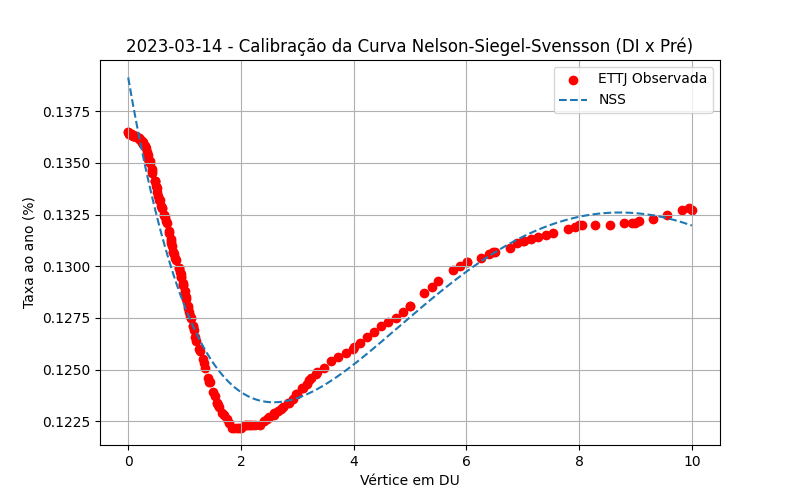 2023-03-14 - Calibração da Curva Nelson-Siegel-Svensson (DI x Pré)
ETTJ Observada
NSS
Taxa ao ano (%)
0.1375
0.1350
0.1325
0.1300
0.1275
0.1250
0.1225
0 2 4 6 8 10
Vértice em DU